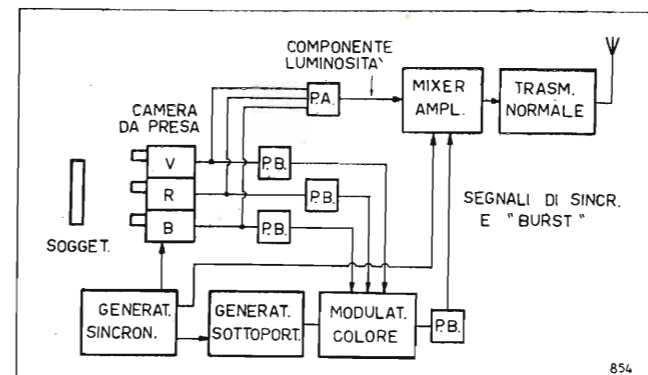 COMPONENTE
LUMINOSITÀ
CAMERA
DA PRESA
P.A.
MIXER
AMPL.
TRASM.
NORMALE
V
R
B
P.B.
P.B.
P.B.
SOGGET.
SEGNALI DI SINCR.
E "BURST"
GENERAT.
SINCRON.
GENERAT.
SOTTOPORT.
MODULAT.
COLORE
P.B.
854